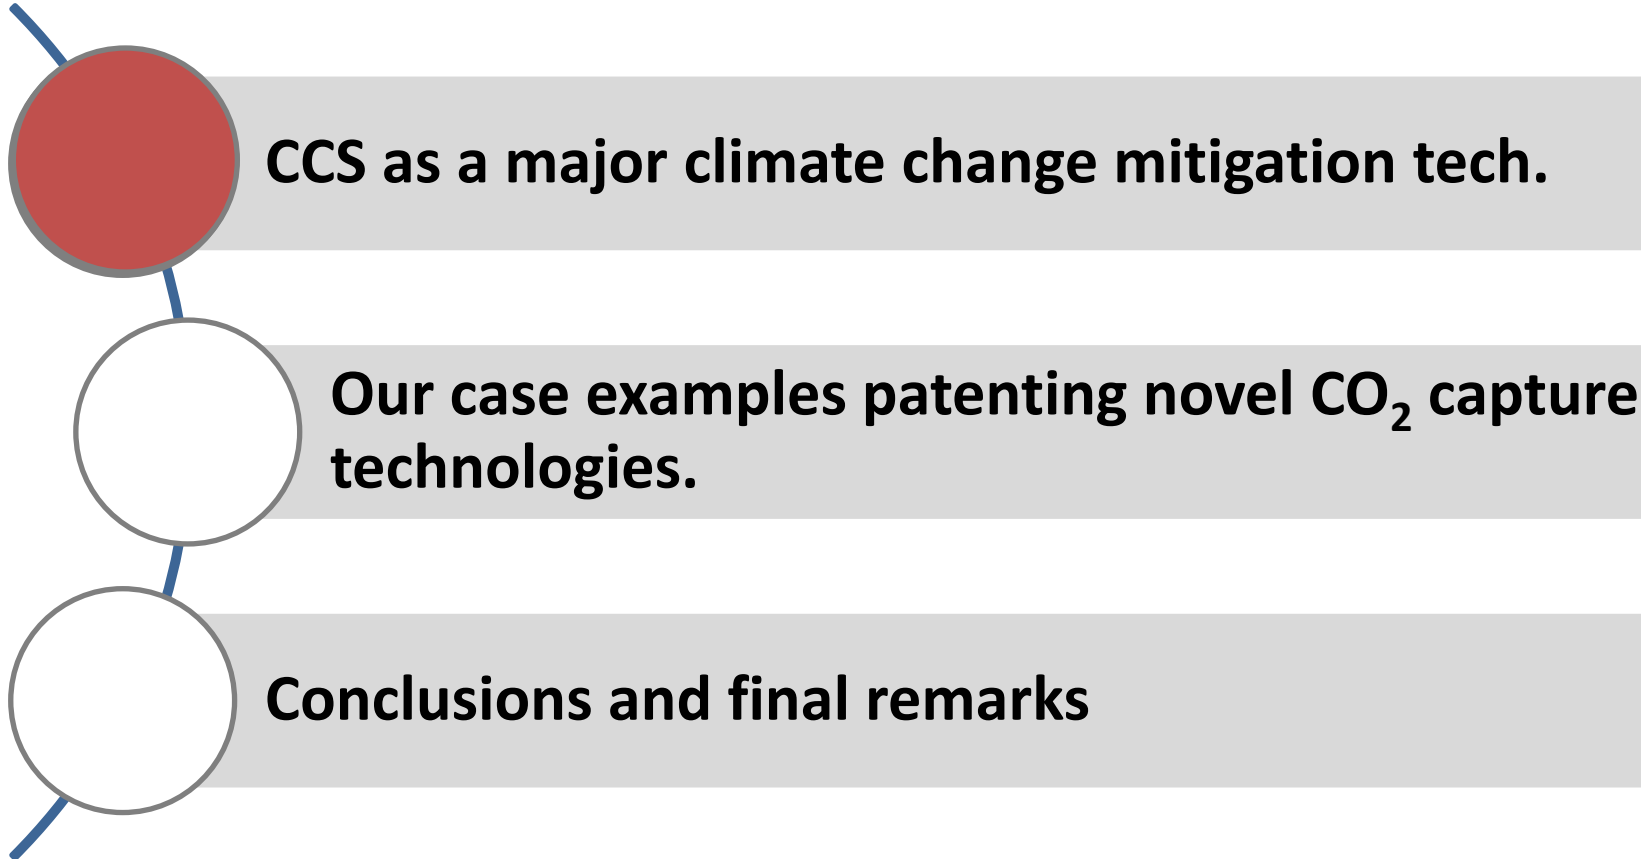 CCS as a major climate change mitigation tech.
Our case examples patenting novel CO₂ capture
technologies.
Conclusions and final remarks